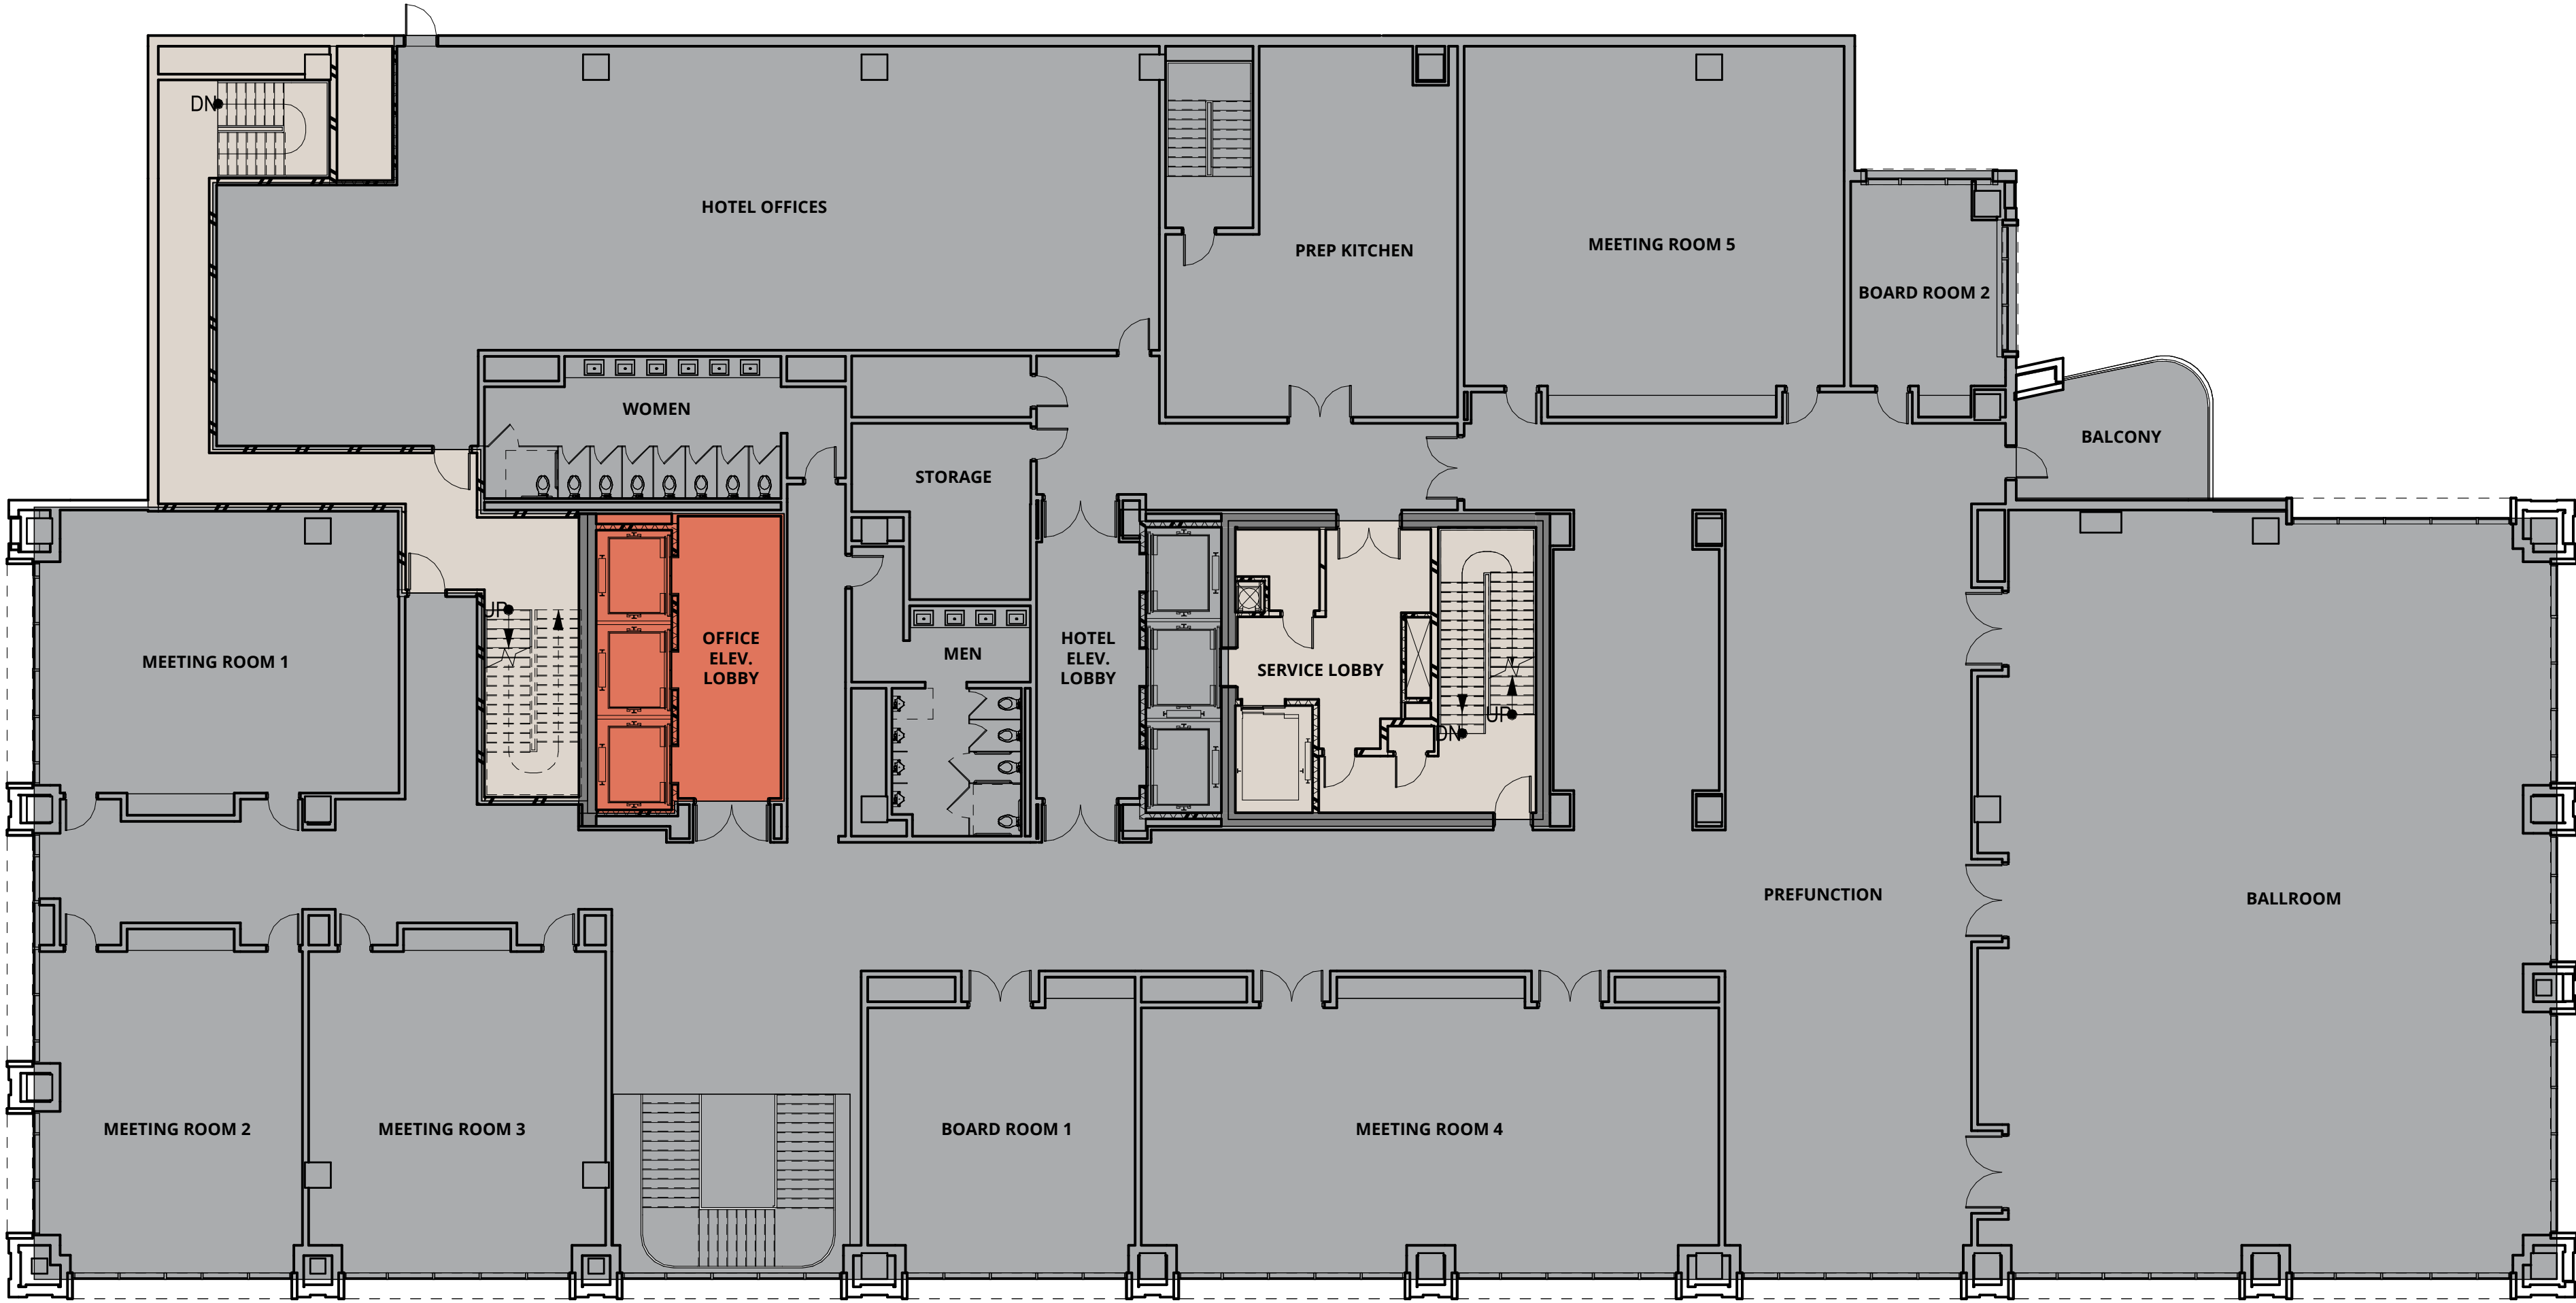 DN
HOTEL OFFICES
PREP KITCHEN
MEETING ROOM 5
BOARD ROOM 2
WOMEN
STORAGE
BALCONY
UP
MEETING ROOM 1
OFFICE
ELEV.
LOBBY
MEN
HOTEL
ELEV.
LOBBY
SERVICE LOBBY
UP
DN
PREFUNCTION
BALLROOM
MEETING ROOM 2
MEETING ROOM 3
BOARD ROOM 1
MEETING ROOM 4